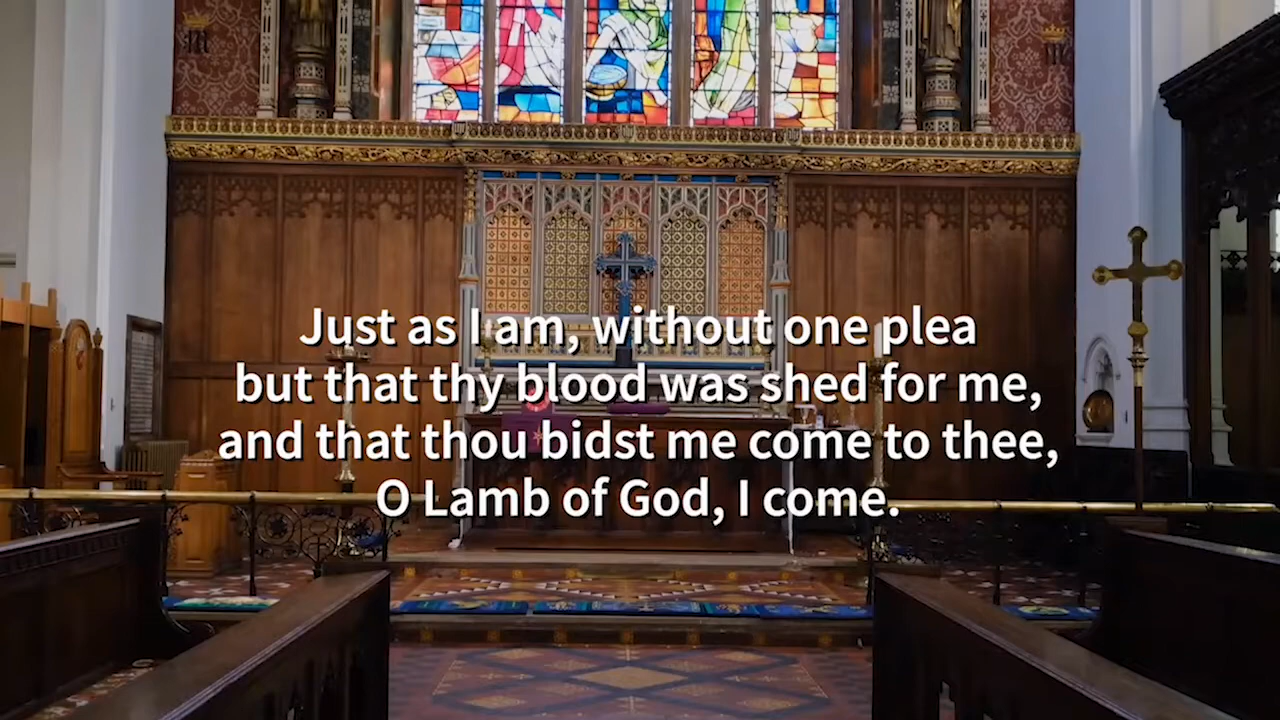 Just as I am, without one plea
but that thy blood was shed for me,
and that thou bidst me come to thee,
O Lamb of God, I come.